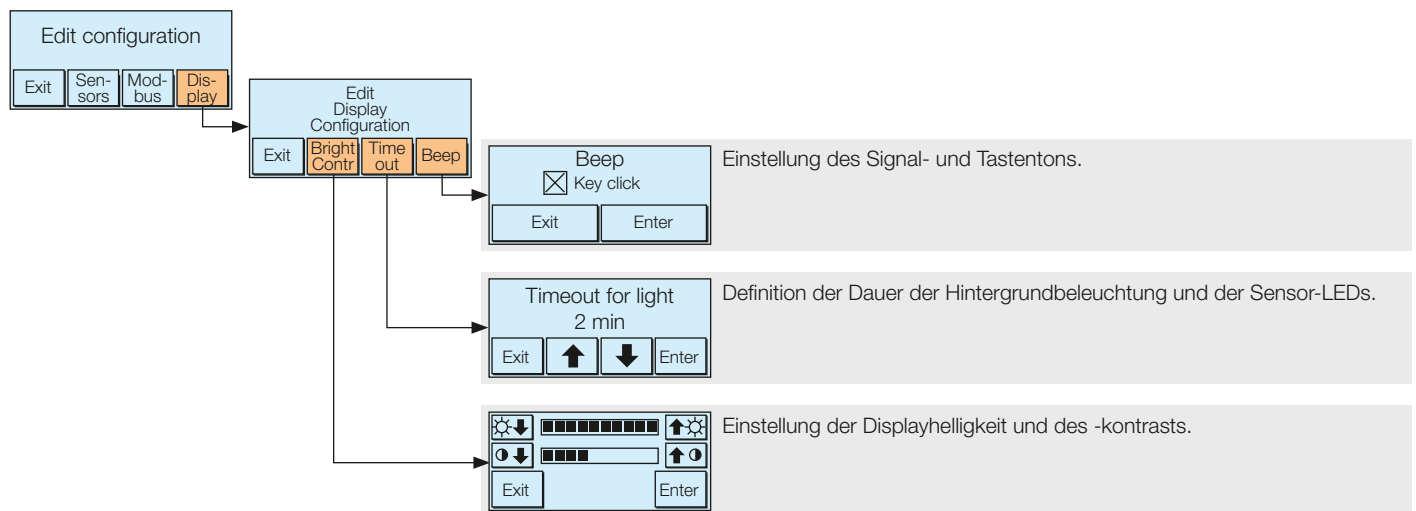 Edit configuration
Exit
Sen-
sors
Mod-
bus
Dis-
play
Edit
Display
Configuration
Exit
Bright
Contr
Time
out
Beep
Beep
Key click
Exit
Enter
Einstellung des Signal- und Tastentons.
Timeout for light
2 min
Exit
Enter
Definition der Dauer der Hintergrundbeleuchtung und der Sensor-LEDs.
Exit
Enter
Einstellung der Displayhelligkeit und des -kontrasts.